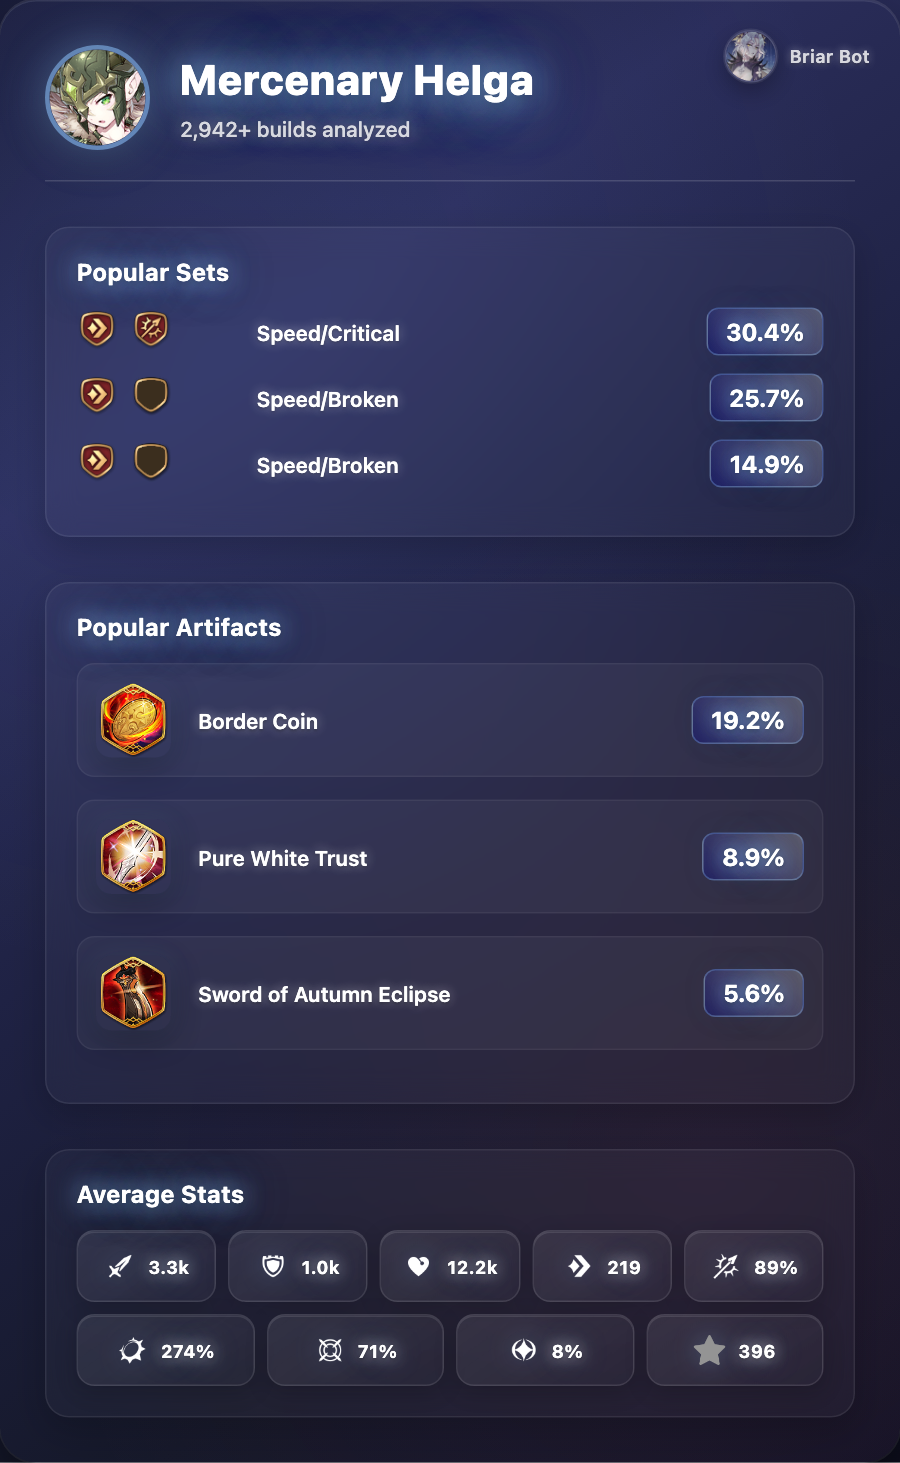 Mercenary Helga
2,942+ builds analyzed
Briar Bot
Popular Sets
Speed/Critical 30.4%
Speed/Broken 25.7%
Speed/Broken 14.9%
Popular Artifacts
Border Coin 19.2%
Pure White Trust 8.9%
Sword of Autumn Eclipse 5.6%
Average Stats
3.3k 1.0k 12.2k 219 89%
274% 71% 8% 396